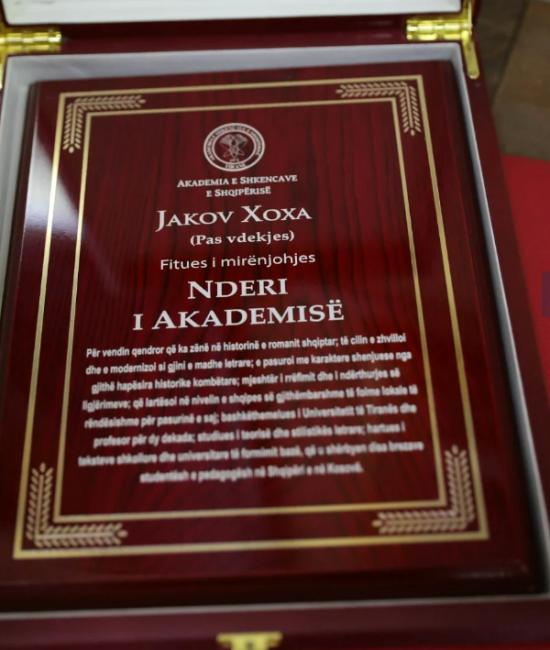 AKADEMIA E SHKENCAVE
E SHQIPËRISË
JAKOV XOXA
(Pas vdekjes)
Fitues i mirënjohjes
NDERI
I AKADEMISË
Për vendin qendror që ka zënë në historinë e romanit shqiptar; të cilin e zhvilloi
dhe e modernizoi si gjini e madhe letrare; e pasuroi me karaktere shenjuese nga
gjithë hapësira historike kombëtare; mjeshtër i rrëfimit dhe i ndërthurjes së
ligjërimeve; që lartësoi në nivelin e shqipes së gjithëmbarshme të folme lokale të
rëndësishme për pasurinë e saj; bashkëthemelues i Universitetit të Tiranës dhe
profesor për dy dekada; studiues i teorisë dhe stilistikës letrare; hartues i
teksteve shkollore dhe universitare të formimit bazë, që u shërbyen disa brezave
studentësh e pedagogësh në Shqipëri e në Kosovë.